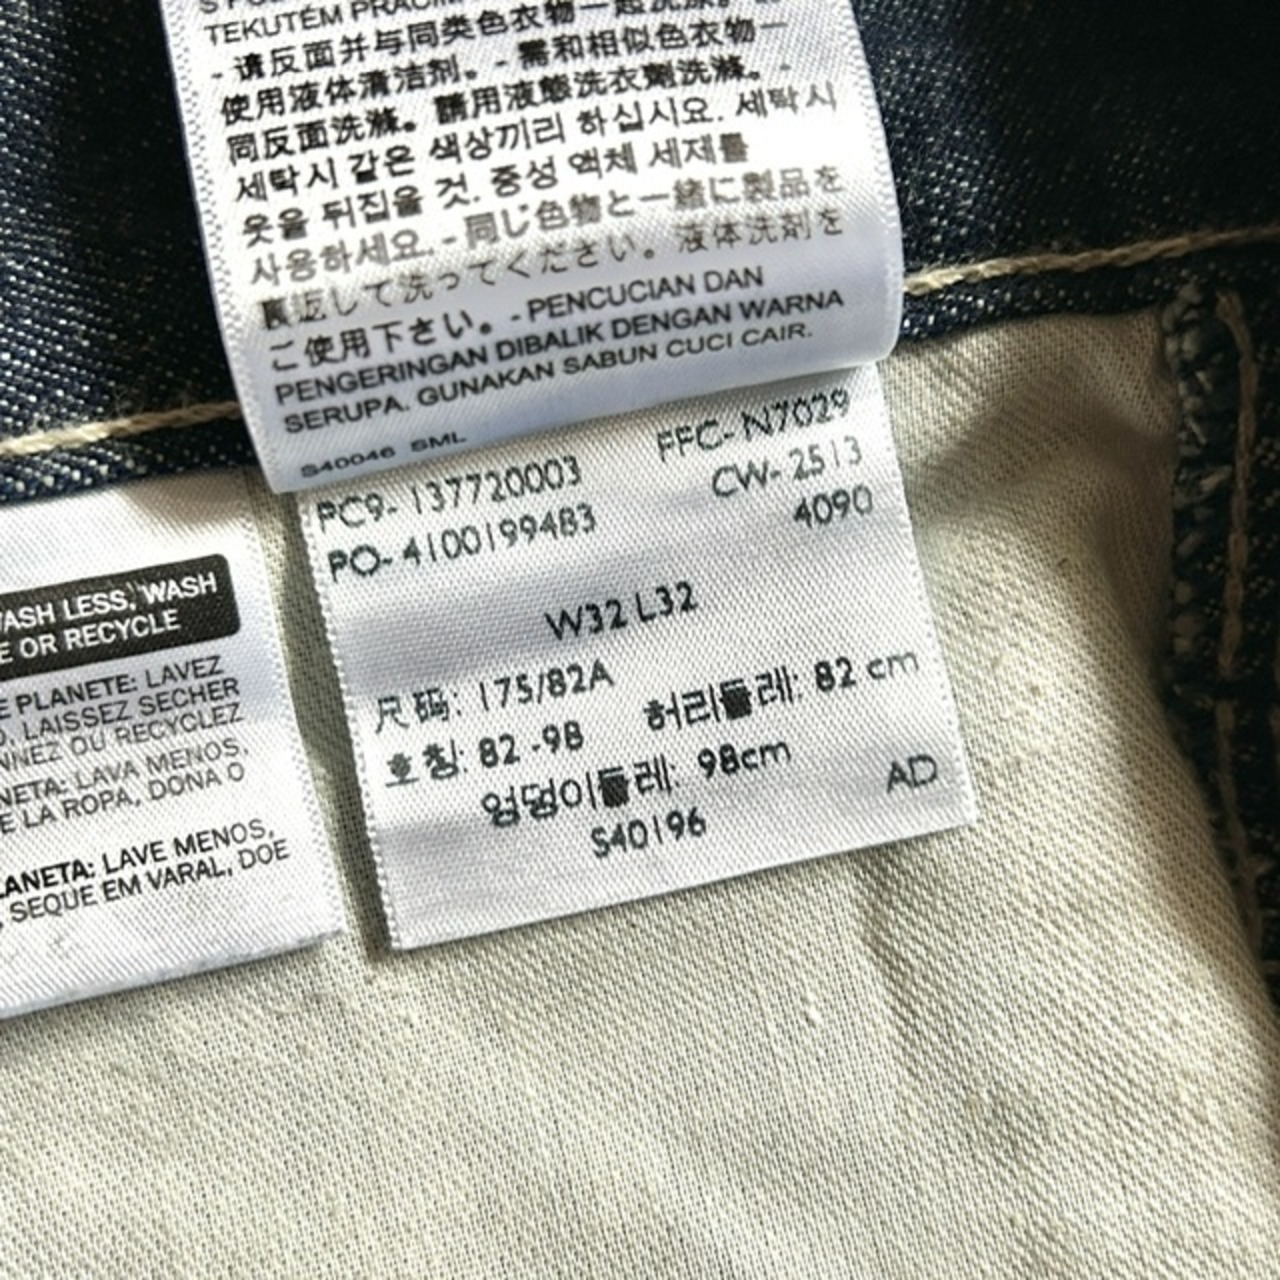 TEKUTÉM
- 请反面并与同类色衣物一起洗涤。
使用液体清洁剂。- 需和相似色衣物一
同反面洗滌。請用液態洗衣劑洗滌。-
세탁시 같은 색상끼리 하십시요. 세탁시
옷을 뒤집을 것. 중성 액체 세제를
사용하세요. - 同じ色物と一緒に製品を
裏返して洗ってください。液体洗剤を
ご使用下さい。- PENCUCIAN DAN
PENGERINGAN DIBALIK DENGAN WARNA
SERUPA. GUNAKAN SABUN CUCI CAIR.
S40046 SML
PC9- 137720003 FFC- N7029
PO- 4100199483 CW- 2513
4090
W32 L32
尺码: 175/82A
호칭: 82 -98 허리둘레: 82 cm
엉덩이둘레: 98cm
S40196 AD
WASH LESS, WASH
E OR RECYCLE
E PLANETE: LAVEZ
, LAISSEZ SECHER
NNEZ OU RECYCLEZ
NETA: LAVA MENOS,
E LA ROPA, DONA O
LANETA: LAVE MENOS,
, SEQUE EM VARAL, DOE